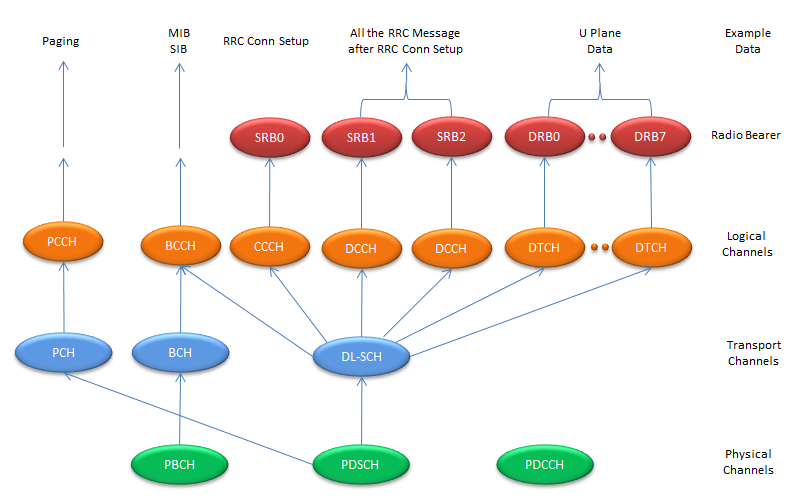 Paging
MIB
SIB
RRC Conn Setup
All the RRC Message
after RRC Conn Setup
U Plane
Data
Example
Data
SRB0
SRB1
SRB2
DRB0
DRB7
Radio Bearer
PCCH
BCCH
CCCH
DCCH
DCCH
DTCH
DTCH
Logical
Channels
PCH
BCH
DL-SCH
Transport
Channels
PBCH
PDSCH
PDCCH
Physical
Channels